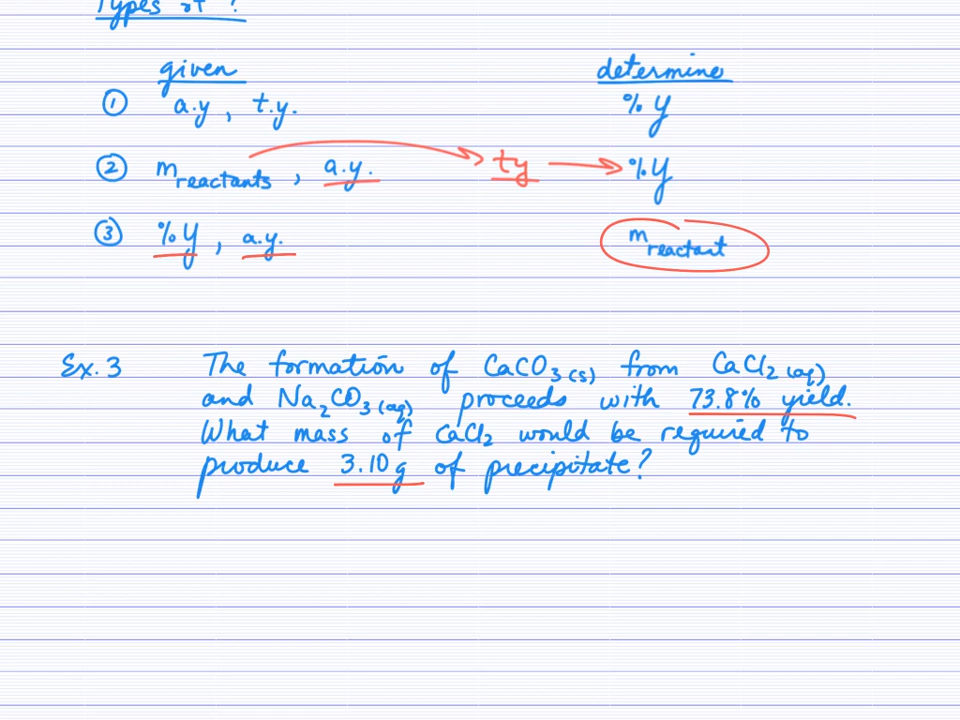 Types of ?
given determine
① a.y , t.y. % Y
② m reactants , a.y. ty % Y
③ % Y , a.y. m reactant
Ex. 3 The formation of CaCO3 (s) from CaCl2 (aq)
and Na2CO3 (aq) proceeds with 73.8% yield.
What mass of CaCl2 would be required to
produce 3.10 g of precipitate?